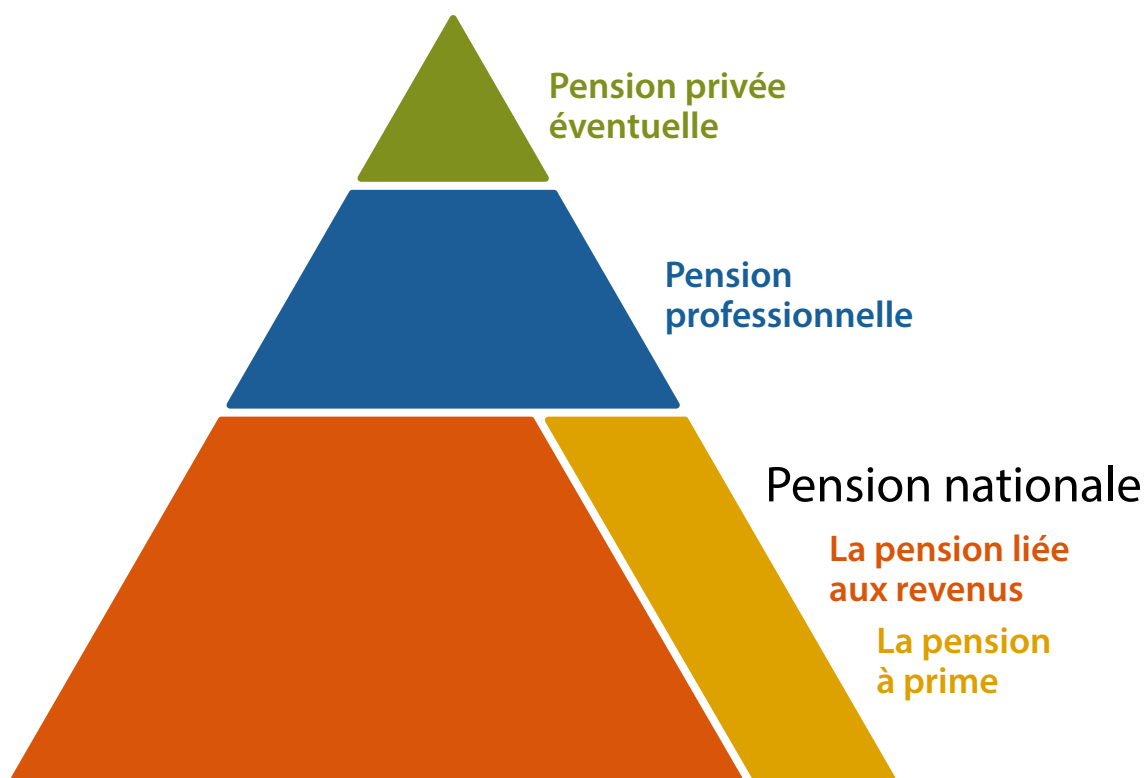 Pension privée
éventuelle
Pension
professionnelle
Pension nationale
La pension liée
aux revenus
La pension
à prime